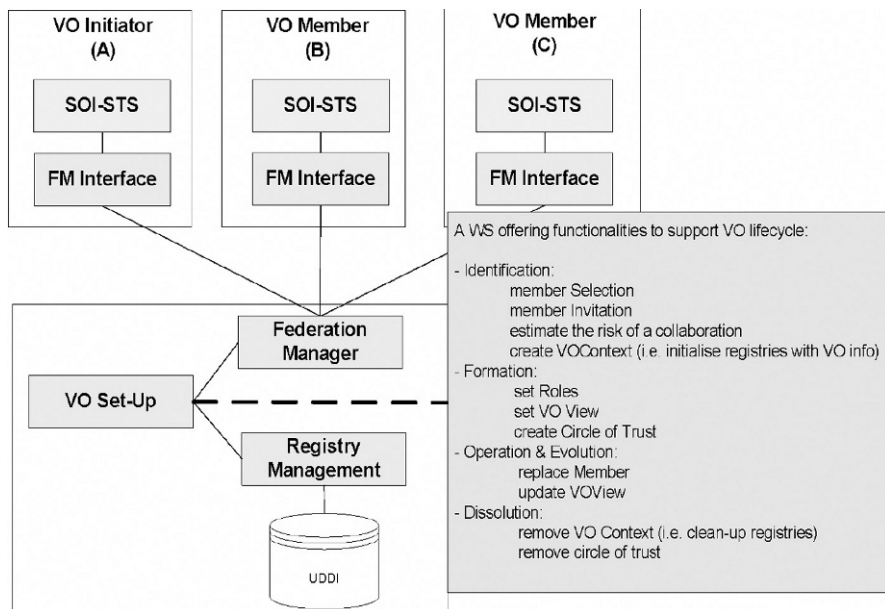 VO Initiator
(A)
SOI-STS
FM Interface
VO Member
(B)
SOI-STS
FM Interface
VO Member
(C)
SOI-STS
FM Interface
Federation
Manager
VO Set-Up
Registry
Management
UDDI
A WS offering functionalities to support VO lifecycle:
- Identification:
member Selection
member Invitation
estimate the risk of a collaboration
create VOContext (i.e. initialise registries with VO info)
- Formation:
set Roles
set VO View
create Circle of Trust
- Operation & Evolution:
replace Member
update VOView
- Dissolution:
remove VO Context (i.e. clean-up registries)
remove circle of trust